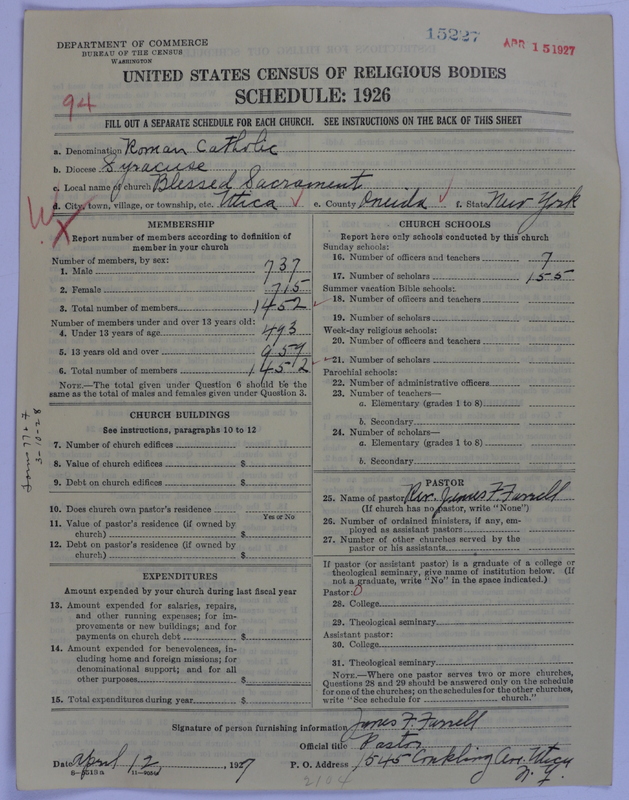 15227
APR 15 1927
DEPARTMENT OF COMMERCE
BUREAU OF THE CENSUS
WASHINGTON
UNITED STATES CENSUS OF RELIGIOUS BODIES
SCHEDULE: 1926
94
FILL OUT A SEPARATE SCHEDULE FOR EACH CHURCH. SEE INSTRUCTIONS ON THE BACK OF THIS SHEET
a. Denomination Roman Catholic
b. Diocese Syracuse
c. Local name of church Blessed Sacrament
d. City, town, village, or township, etc. Utica e. County Oneida f. State New York
MEMBERSHIP
Report number of members according to definition of
member in your church
Number of members, by sex:
1. Male 737
2. Female 715
3. Total number of members 1452
Number of members under and over 13 years old:
4. Under 13 years of age 493
5. 13 years old and over 959
6. Total number of members 1452
NOTE.—The total given under Question 6 should be the
same as the total of males and females given under Question 3.
CHURCH BUILDINGS
See instructions, paragraphs 10 to 12
7. Number of church edifices
8. Value of church edifices $
9. Debt on church edifices $
10. Does church own pastor's residence
Yes or No
11. Value of pastor's residence (if owned by
church) $
12. Debt on pastor's residence (if owned by
church) $
EXPENDITURES
Amount expended by your church during last fiscal year
13. Amount expended for salaries, repairs,
and other running expenses; for im-
provements or new buildings; and for
payments on church debt $
14. Amount expended for benevolences, in-
cluding home and foreign missions; for
denominational support; and for all
other purposes $
15. Total expenditures during year $
CHURCH SCHOOLS
Report here only schools conducted by this church
Sunday schools:
16. Number of officers and teachers 7
17. Number of scholars 155
Summer vacation Bible schools:
18. Number of officers and teachers
19. Number of scholars
Week-day religious schools:
20. Number of officers and teachers
21. Number of scholars
Parochial schools:
22. Number of administrative officers
23. Number of teachers—
a. Elementary (grades 1 to 8)
b. Secondary
24. Number of scholars—
a. Elementary (grades 1 to 8)
b. Secondary
PASTOR
25. Name of pastor Rev. James F. Farrell
(If church has no pastor, write "None")
26. Number of ordained ministers, if any, em-
ployed as assistant pastors
27. Number of other churches served by the
pastor or his assistants
If pastor (or assistant pastor) is a graduate of a college or
theological seminary, give name of institution below. (If
not a graduate, write "No" in the space indicated.)
Pastor: 0
28. College
29. Theological seminary
Assistant pastor:
30. College
31. Theological seminary
NOTE.—Where one pastor serves two or more churches,
Questions 28 and 29 should be answered only on the schedule
for one of the churches; on the schedules for the other churches,
write "See schedule for church."
3-10-28
Signature of person furnishing information James F. Farrell
Official title Pastor
Date April 12, 1927 P. O. Address 1545 Conkling Ave. Utica
N. Y.
2104